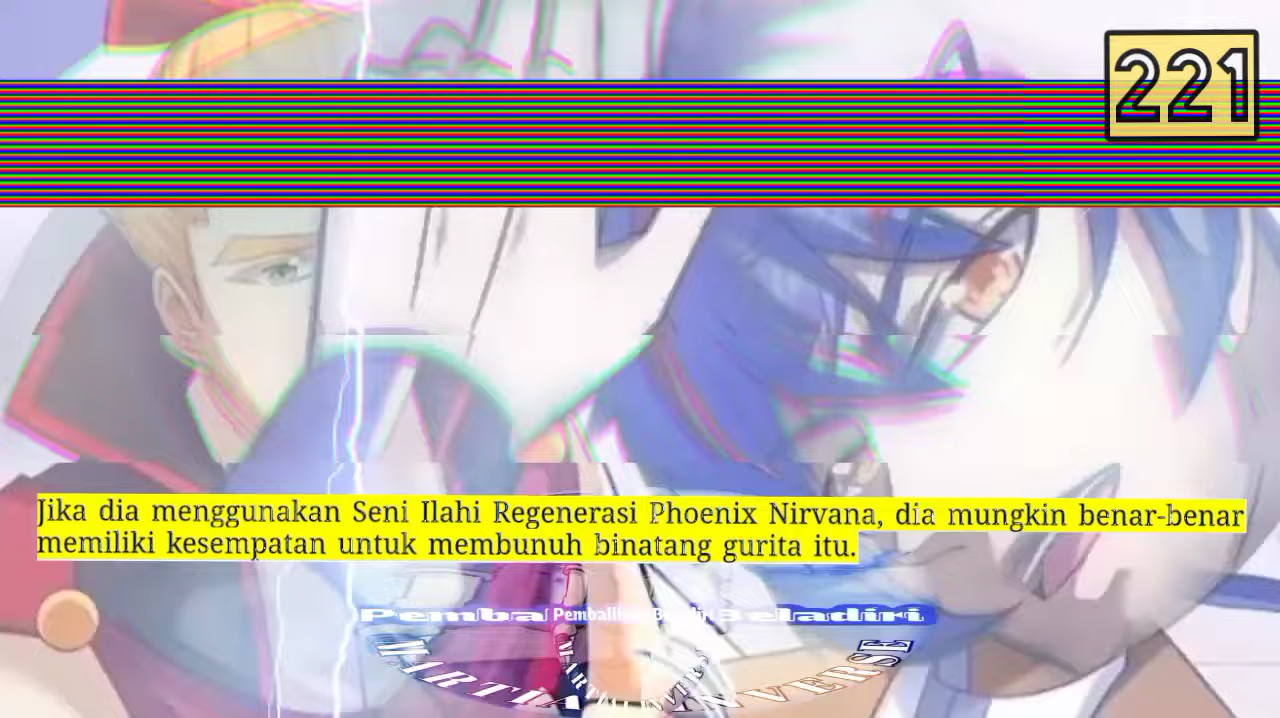 221
Jika dia menggunakan Seni Ilahi Regenerasi Phoenix Nirvana, dia mungkin benar-benar
memiliki kesempatan untuk membunuh binatang gurita itu.